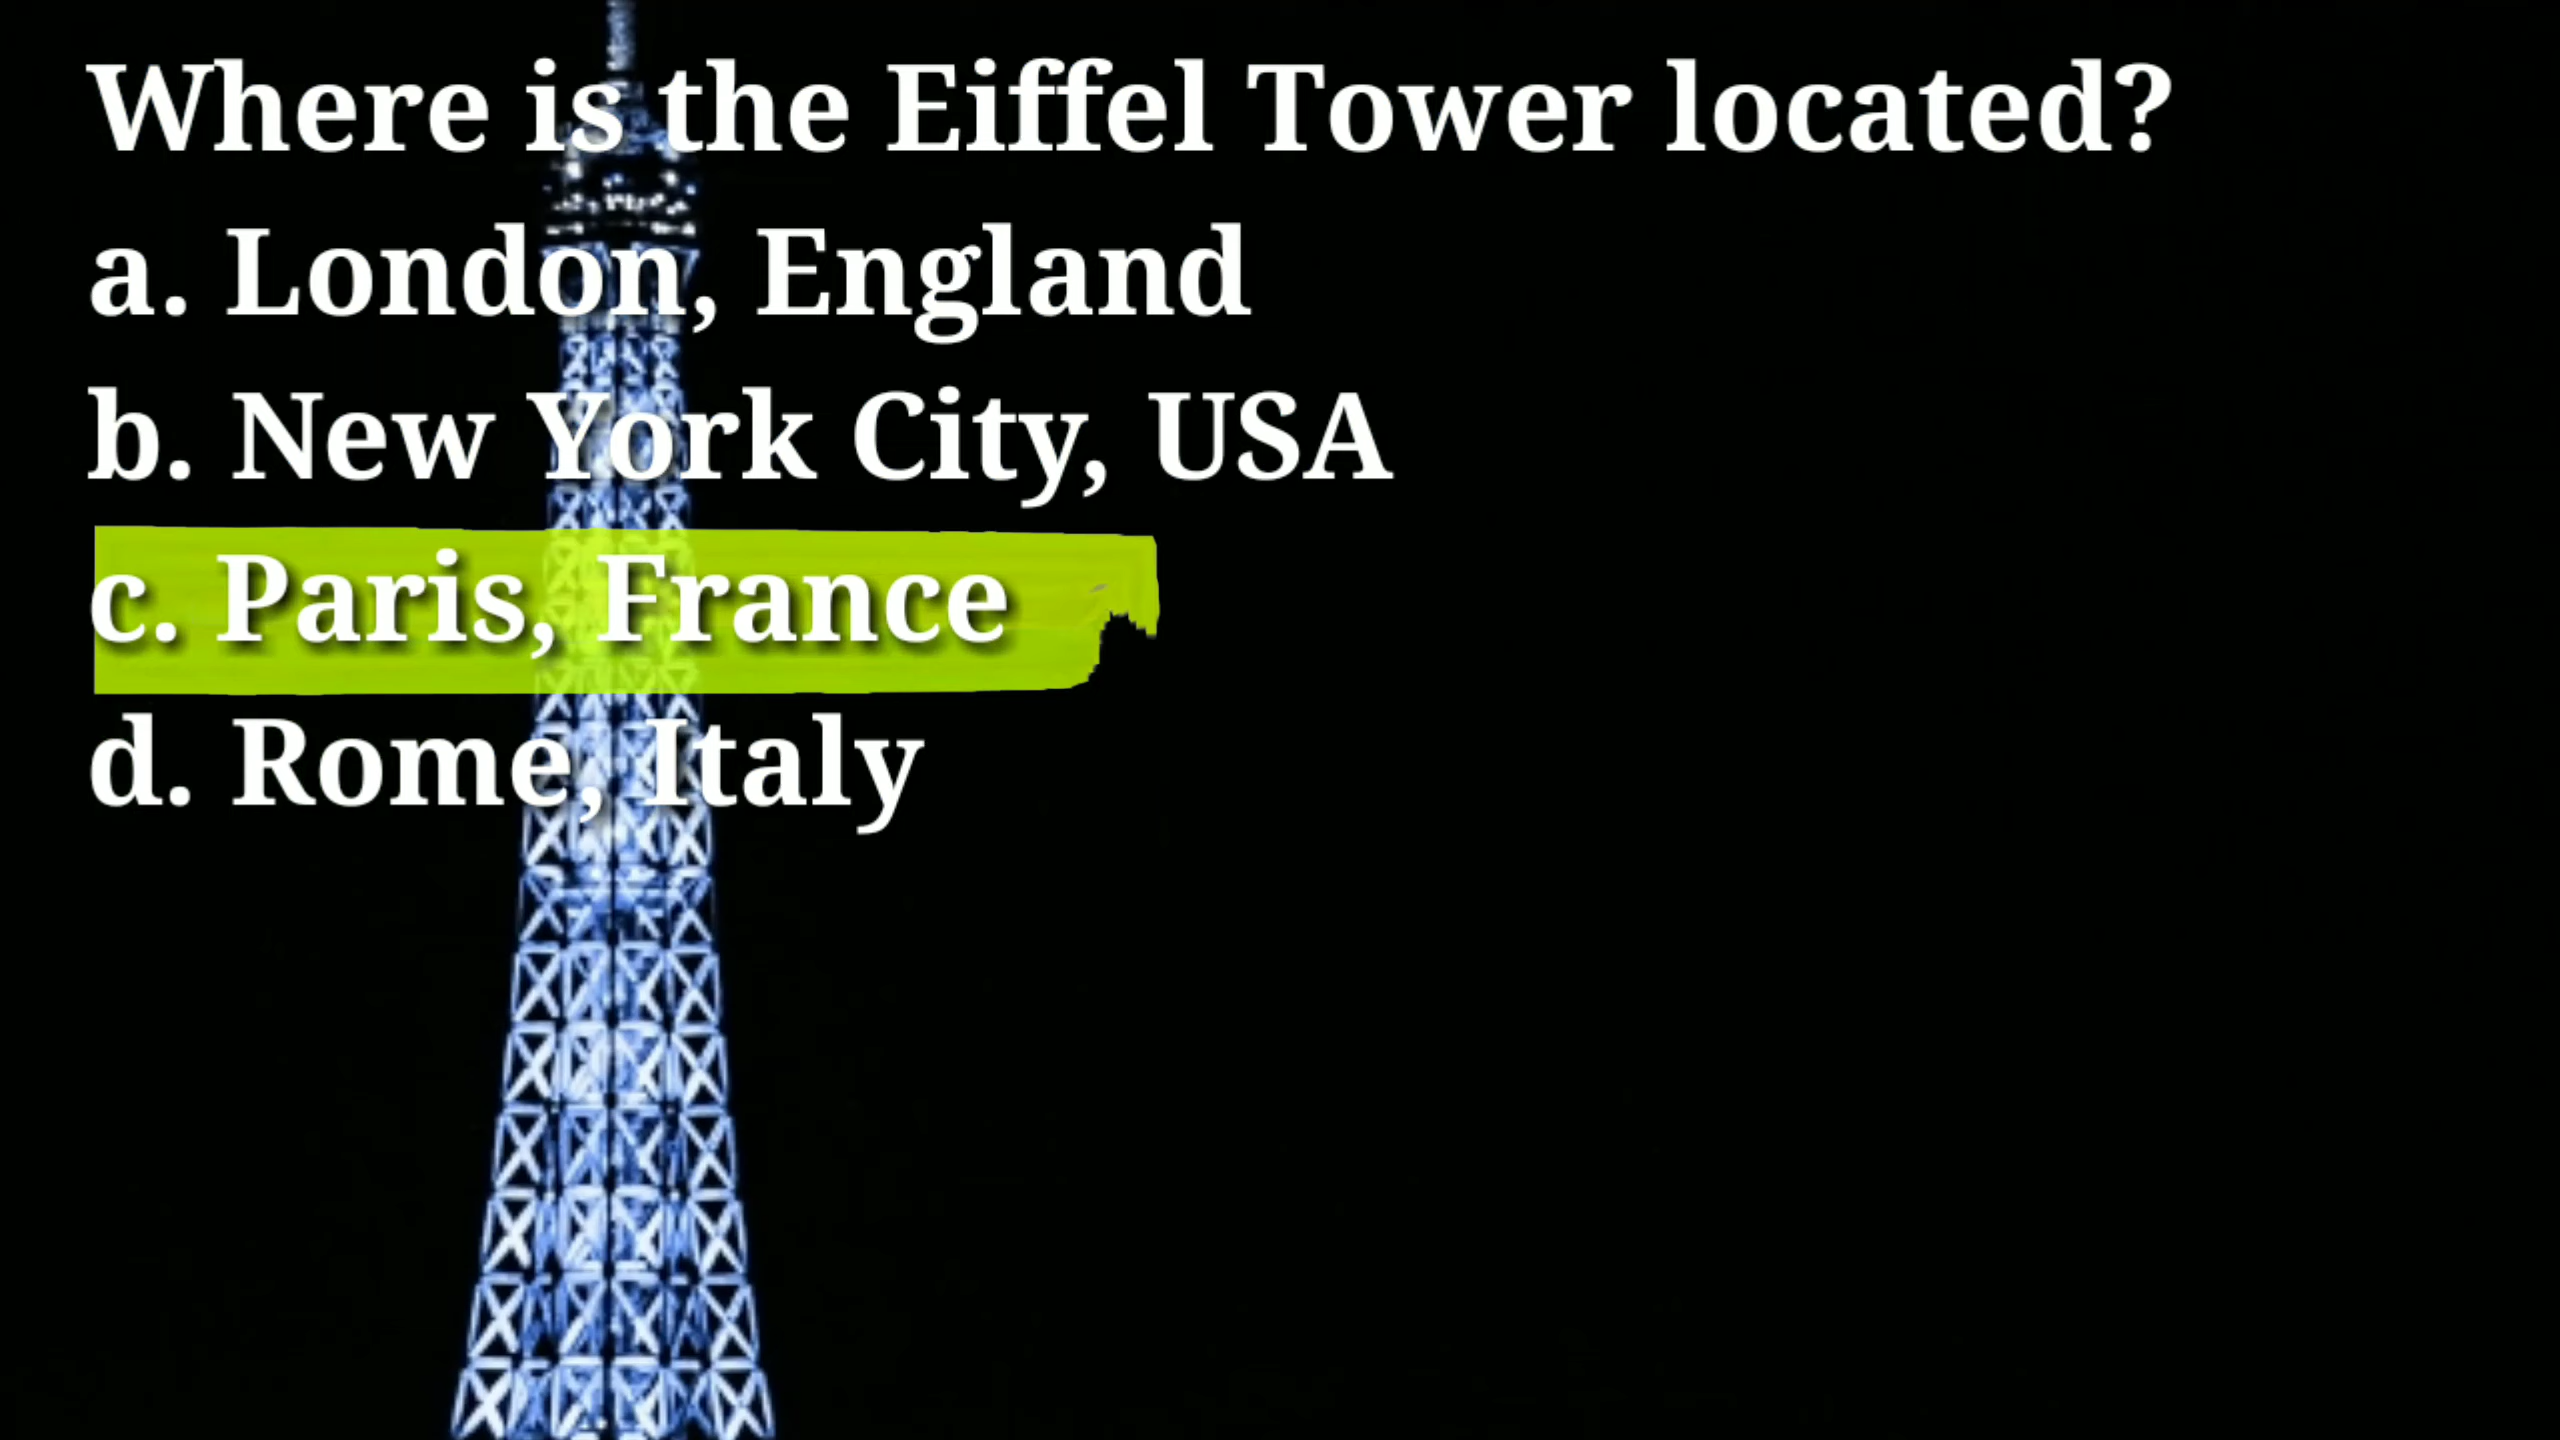 Where is the Eiffel Tower located?
a. London, England
b. New York City, USA
c. Paris, France
d. Rome, Italy